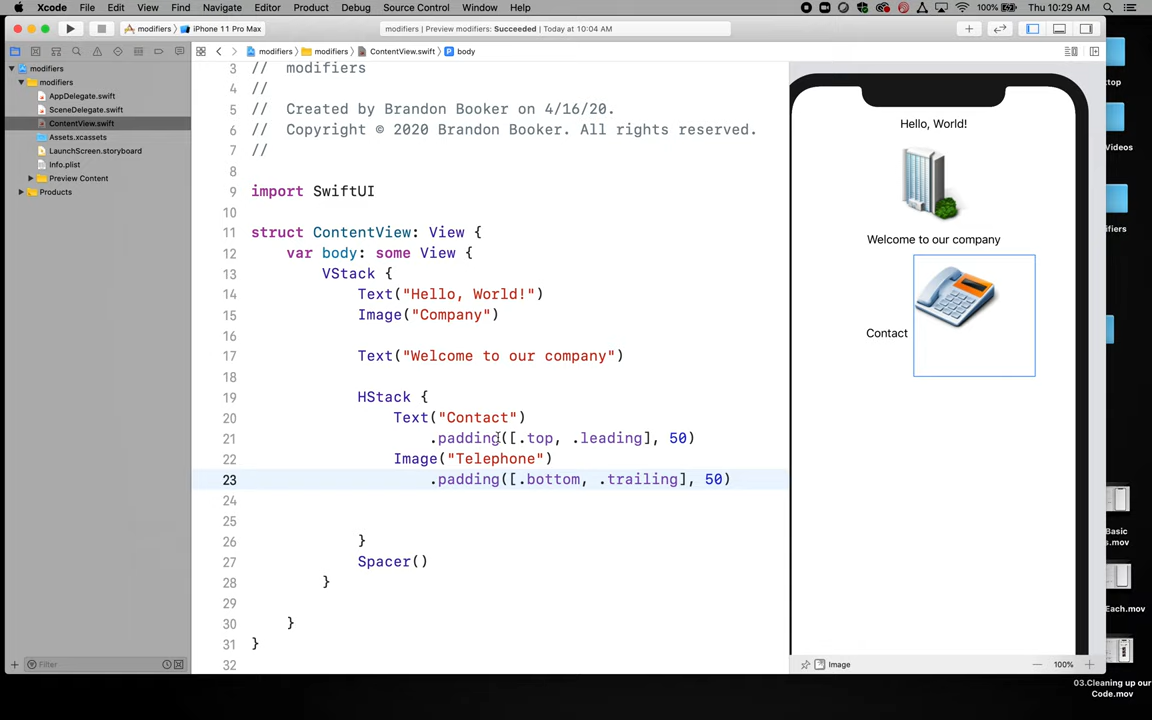 Xcode File Edit View Find Navigate Editor Product Debug Source Control Window Help 100% Thu 10:29 AM
modifiers iPhone 11 Pro Max modifiers | Preview modifiers: Succeeded | Today at 10:04 AM
modifiers modifiers ContentView.swift body
modifiers
modifiers
AppDelegate.swift
SceneDelegate.swift
ContentView.swift
Assets.xcassets
LaunchScreen.storyboard
Info.plist
Preview Content
Products
Filter
3 // modifiers
4 //
5 // Created by Brandon Booker on 4/16/20.
6 // Copyright © 2020 Brandon Booker. All rights reserved.
7 //
8
9 import SwiftUI
10
11 struct ContentView: View {
12 var body: some View {
13 VStack {
14 Text("Hello, World!")
15 Image("Company")
16
17 Text("Welcome to our company")
18
19 HStack {
20 Text("Contact")
21 .padding([.top, .leading], 50)
22 Image("Telephone")
23 .padding([.bottom, .trailing], 50)
24
25
26 }
27 Spacer()
28 }
29
30 }
31 }
32
Hello, World!
Welcome to our company
Contact
Image 100%
top
Videos
ifiers
Basic
s.mov
Each.mov
03.Cleaning up our
Code.mov